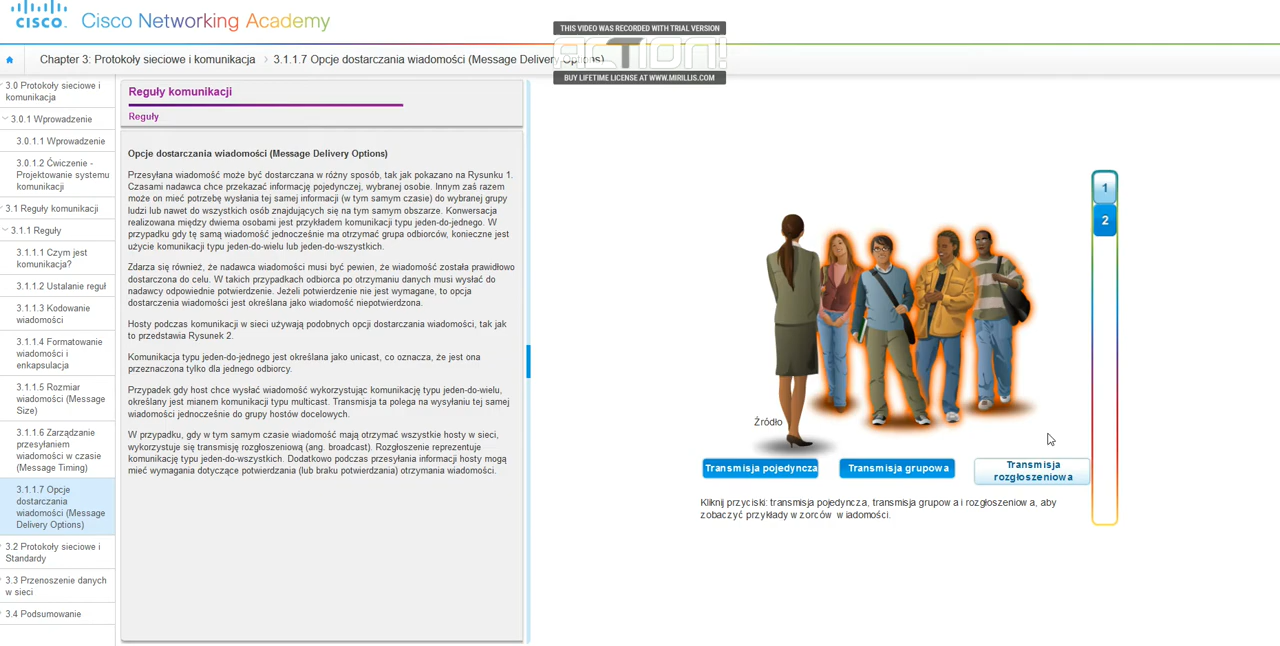 cisco.
Cisco Networking Academy
THIS VIDEO WAS RECORDED WITH TRIAL VERSION
ACTION!
BUY LIFETIME LICENSE AT WWW.MIRILLIS.COM
Chapter 3: Protokoły sieciowe i komunikacja
3.1.1.7 Opcje dostarczania wiadomości (Message Delivery Options)
3.0 Protokoły sieciowe i
komunikacja
3.0.1 Wprowadzenie
3.0.1.1 Wprowadzenie
3.0.1.2 Ćwiczenie -
Projektowanie systemu
komunikacji
3.1 Reguły komunikacji
3.1.1 Reguły
3.1.1.1 Czym jest
komunikacja?
3.1.1.2 Ustalanie reguł
3.1.1.3 Kodowanie
wiadomości
3.1.1.4 Formatowanie
wiadomości i
enkapsulacja
3.1.1.5 Rozmiar
wiadomości (Message
Size)
3.1.1.6 Zarządzanie
przesyłaniem
wiadomości w czasie
(Message Timing)
3.1.1.7 Opcje
dostarczania
wiadomości (Message
Delivery Options)
3.2 Protokoły sieciowe i
Standardy
3.3 Przenoszenie danych
w sieci
3.4 Podsumowanie
Reguły komunikacji
Reguły
Opcje dostarczania wiadomości (Message Delivery Options)
Przesyłana wiadomość może być dostarczana w różny sposób, tak jak pokazano na Rysunku 1.
Czasami nadawca chce przekazać informację pojedynczej, wybranej osobie. Innym zaś razem
może on mieć potrzebę wysłania tej samej informacji (w tym samym czasie) do wybranej grupy
ludzi lub nawet do wszystkich osób znajdujących się na tym samym obszarze. Konwersacja
realizowana między dwiema osobami jest przykładem komunikacji typu jeden-do-jednego. W
przypadku gdy tę samą wiadomość jednocześnie ma otrzymać grupa odbiorców, konieczne jest
użycie komunikacji typu jeden-do-wielu lub jeden-do-wszystkich.
Zdarza się również, że nadawca wiadomości musi być pewien, że wiadomość została prawidłowo
dostarczona do celu. W takich przypadkach odbiorca po otrzymaniu danych musi wysłać do
nadawcy odpowiednie potwierdzenie. Jeżeli potwierdzenie nie jest wymagane, to opcja
dostarczenia wiadomości jest określana jako wiadomość niepotwierdzona.
Hosty podczas komunikacji w sieci używają podobnych opcji dostarczania wiadomości, tak jak
to przedstawia Rysunek 2.
Komunikacja typu jeden-do-jednego jest określana jako unicast, co oznacza, że jest ona
przeznaczona tylko dla jednego odbiorcy.
Przypadek gdy host chce wysłać wiadomość wykorzystując komunikację typu jeden-do-wielu,
określany jest mianem komunikacji typu multicast. Transmisja ta polega na wysyłaniu tej samej
wiadomości jednocześnie do grupy hostów docelowych.
W przypadku, gdy w tym samym czasie wiadomość mają otrzymać wszystkie hosty w sieci,
wykorzystuje się transmisję rozgłoszeniową (ang. broadcast). Rozgłoszenie reprezentuje
komunikację typu jeden-do-wszystkich. Dodatkowo podczas przesyłania informacji hosty mogą
mieć wymagania dotyczące potwierdzenia (lub braku potwierdzenia) otrzymania wiadomości.
1
2
Źródło
Transmisja pojedyncza
Transmisja grupowa
Transmisja
rozgłoszeniowa
Kliknij przyciski: transmisja pojedyncza, transmisja grupowa i rozgłoszeniowa, aby
zobaczyć przykłady wzorców wiadomości.